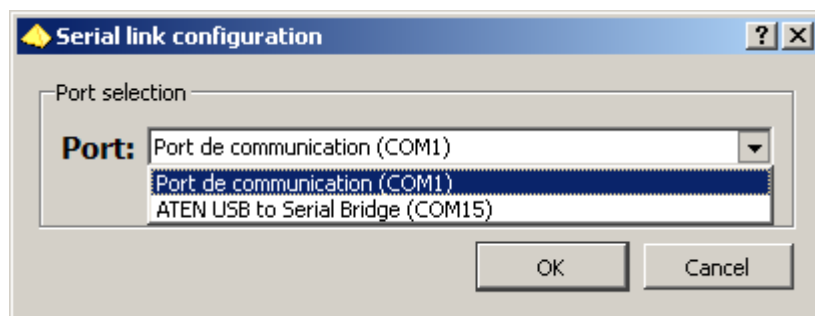 Serial link configuration
Port selection
Port: Port de communication (COM1)
Port de communication (COM1)
ATEN USB to Serial Bridge (COM15)
OK Cancel